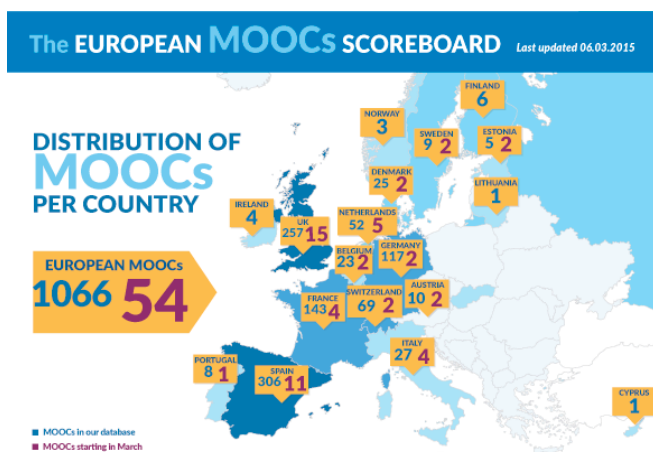 The EUROPEAN MOOCs SCOREBOARD Last updated 06.03.2015
DISTRIBUTION OF
MOOCs
PER COUNTRY
EUROPEAN MOOCs
1066 54
FINLAND
6
NORWAY
3
SWEDEN
9 2
ESTONIA
5 2
DENMARK
25 2
LITHUANIA
1
IRELAND
4
UK
257 15
NETHERLANDS
52 5
BELGIUM
23 2
GERMANY
117 2
FRANCE
143 4
SWITZERLAND
69 2
AUSTRIA
10 2
ITALY
27 4
PORTUGAL
8 1
SPAIN
306 11
CYPRUS
1
MOOCs in our database
MOOCs starting in March